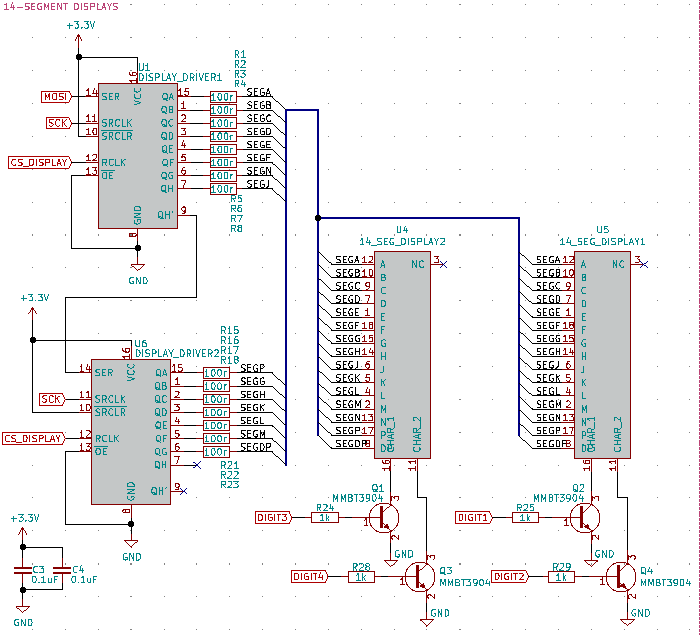 14-SEGMENT DISPLAYS
+3.3V
U1
DISPLAY_DRIVER1
R1
R2
R3
R4
16
VCC
MOSI 14 SER QA 15 100r SEGA
QB 1 100r SEGB
SCK 11 SRCLK QC 2 100r SEGC
10 SRCLR QD 3 100r SEGD
QE 4 100r SEGE
CS_DISPLAY 12 RCLK QF 5 100r SEGF
13 OE QG 6 100r SEGN
QH 7 100r SEGJ
R5
R6
R7
R8
GND QH' 9
8
GND
U4
14_SEG_DISPLAY2
SEGA 12 A NC 3
SEGB 10 B
SEGC 9 C
SEGD 7 D
SEGE 1 E
SEGF 18 F
SEGG 15 G
SEGH 14 H
SEGJ 6 J
SEGK 5 K
SEGL 4 L
SEGM 2 M
SEGN 13 N
SEGP 17 P
SEGDP 8 D
CHAR_1
CHAR_2
16 11
U5
14_SEG_DISPLAY1
SEGA 12 A NC 3
SEGB 10 B
SEGC 9 C
SEGD 7 D
SEGE 1 E
SEGF 18 F
SEGG 15 G
SEGH 14 H
SEGJ 6 J
SEGK 5 K
SEGL 4 L
SEGM 2 M
SEGN 13 N
SEGP 17 P
SEGDP 8 D
CHAR_1
CHAR_2
16 11
+3.3V
U6
DISPLAY_DRIVER2
R15
R16
R17
R18
16
VCC
14 SER QA 15 100r SEGP
QB 1 100r SEGG
SCK 11 SRCLK QC 2 100r SEGH
10 SRCLR QD 3 100r SEGK
QE 4 100r SEGL
CS_DISPLAY 12 RCLK QF 5 100r SEGM
13 OE QG 6 100r SEGDP
QH 7
R21
R22
R23
GND QH' 9
8
GND
+3.3V
C3
0.1uF
C4
0.1uF
GND
Q1
MMBT3904
DIGIT3 R24 1k 1 3 2
GND
Q3
MMBT3904
DIGIT4 R28 1k 1 3 2
GND
Q2
MMBT3904
DIGIT1 R25 1k 1 3 2
GND
Q4
MMBT3904
DIGIT2 R29 1k 1 3 2
GND